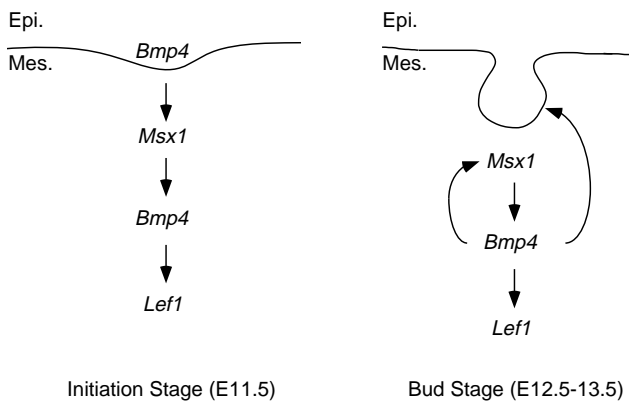 Epi.
Mes.
Bmp4
Msx1
Bmp4
Lef1
Initiation Stage (E11.5)
Epi.
Mes.
Msx1
Bmp4
Lef1
Bud Stage (E12.5-13.5)